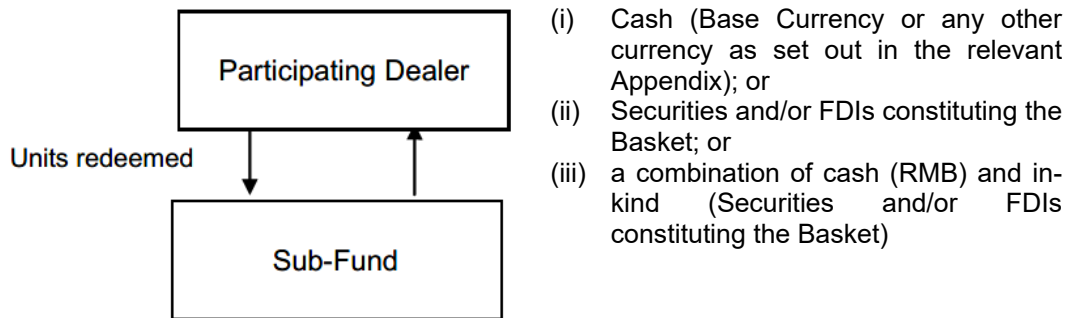 Participating Dealer
Units redeemed
Sub-Fund
(i) Cash (Base Currency or any other
currency as set out in the relevant
Appendix); or
(ii) Securities and/or FDIs constituting the
Basket; or
(iii) a combination of cash (RMB) and in-
kind (Securities and/or FDIs
constituting the Basket)